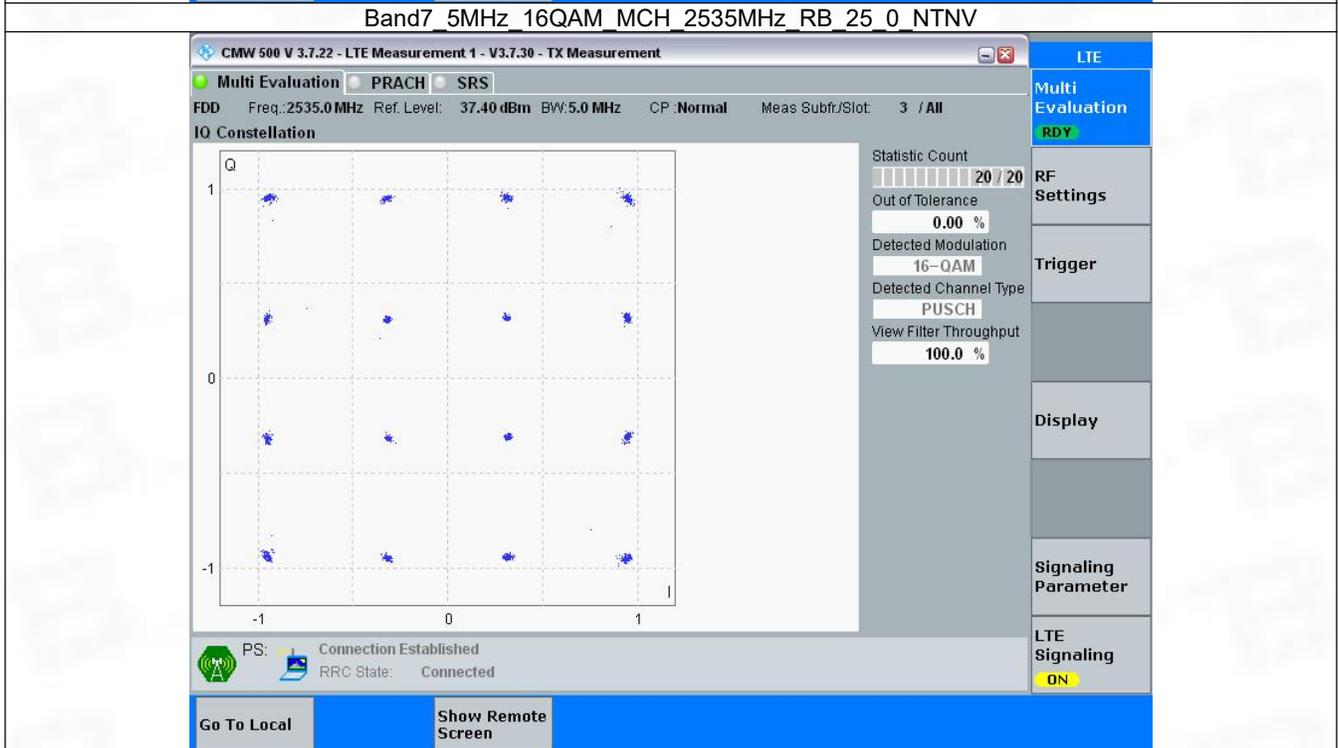 Band7_5MHz_16QAM_MCH_2535MHz_RB_25_0_NTNV
CMW 500 V 3.7.22 - LTE Measurement 1 - V3.7.30 - TX Measurement
LTE
Multi Evaluation PRACH SRS
FDD Freq.:2535.0 MHz Ref. Level: 37.40 dBm BW:5.0 MHz CP :Normal Meas Subfr./Slot: 3 / All
IQ Constellation
Q
1
0
-1
I
-1 0 1
Statistic Count
20 / 20
Out of Tolerance
0.00 %
Detected Modulation
16-QAM
Detected Channel Type
PUSCH
View Filter Throughput
100.0 %
Multi
Evaluation
RDY
RF
Settings
Trigger
Display
Signaling
Parameter
LTE
Signaling
ON
PS: Connection Established
RRC State: Connected
Go To Local
Show Remote
Screen